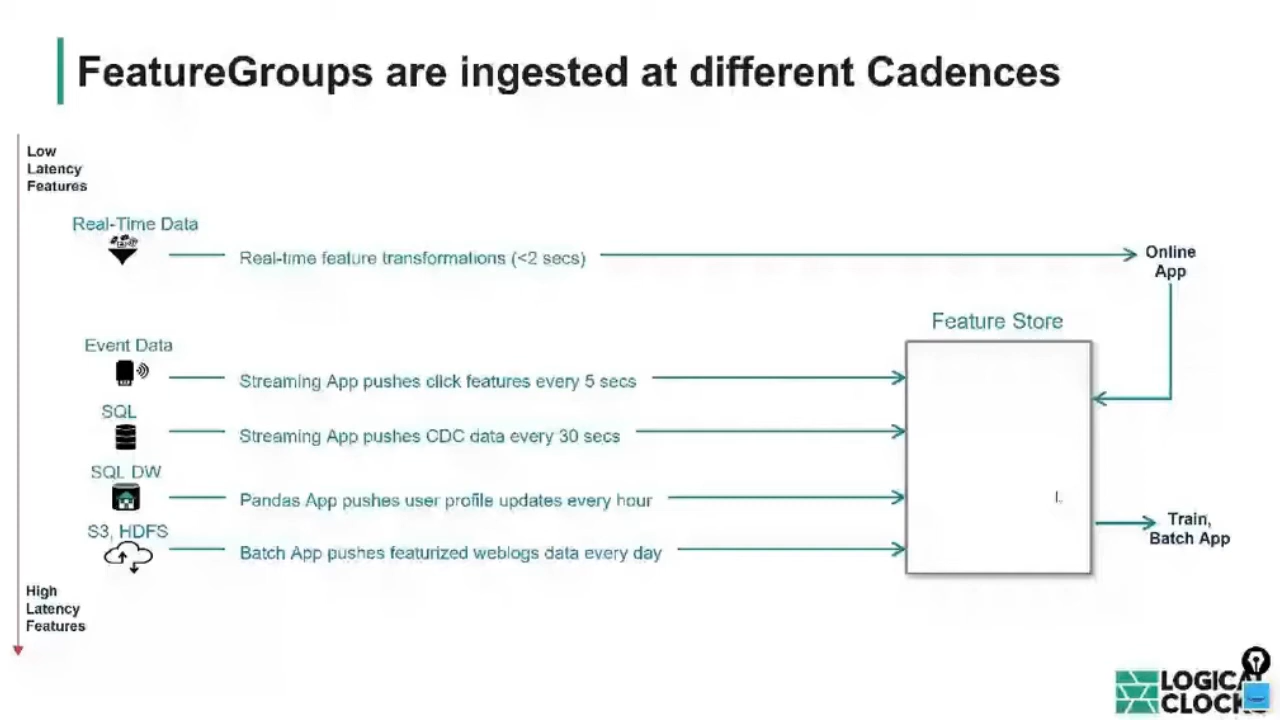 FeatureGroups are ingested at different Cadences
Low
Latency
Features
Real-Time Data
Real-time feature transformations (<2 secs)
Online
App
Feature Store
Event Data
Streaming App pushes click features every 5 secs
SQL
Streaming App pushes CDC data every 30 secs
SQL DW
Pandas App pushes user profile updates every hour
S3, HDFS
Batch App pushes featurized weblogs data every day
Train,
Batch App
High
Latency
Features
LOGICAL
CLOCKS